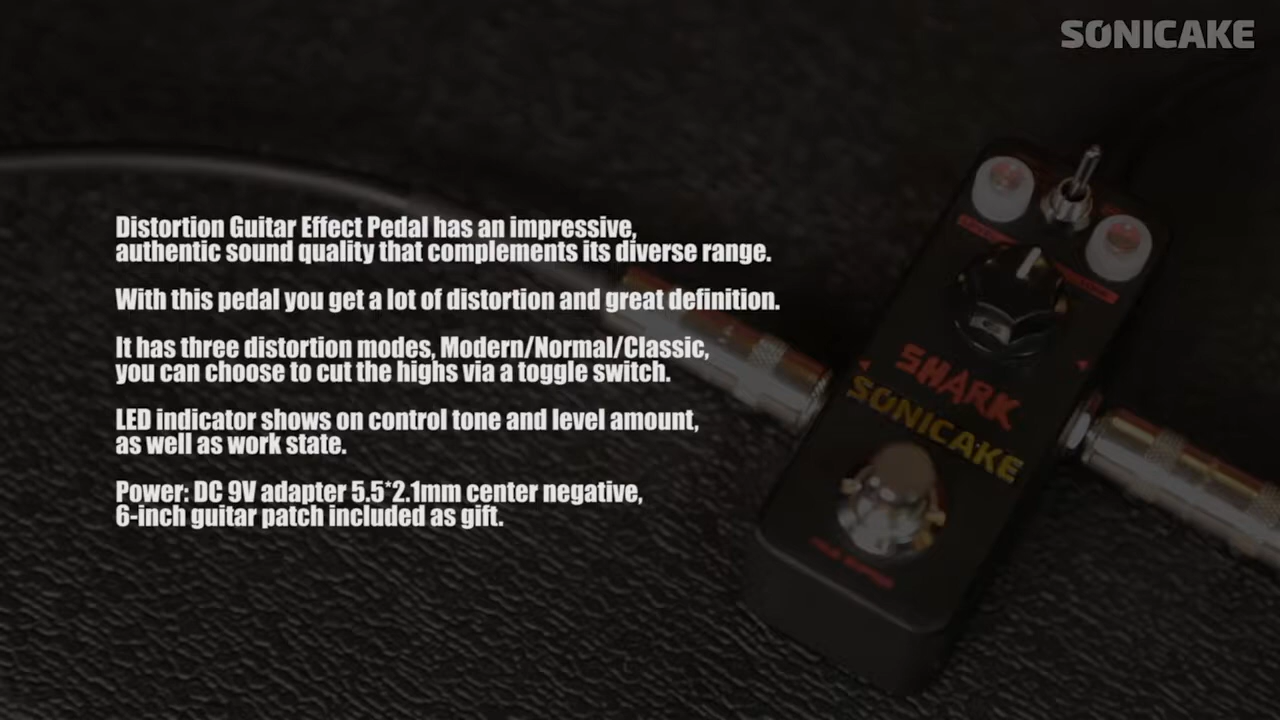 SONICAKE
Distortion Guitar Effect Pedal has an impressive,
authentic sound quality that complements its diverse range.
With this pedal you get a lot of distortion and great definition.
It has three distortion modes, Modern/Normal/Classic,
you can choose to cut the highs via a toggle switch.
LED indicator shows on control tone and level amount,
as well as work state.
Power: DC 9V adapter 5.5*2.1mm center negative,
6-inch guitar patch included as gift.
SHARK
SONICAKE